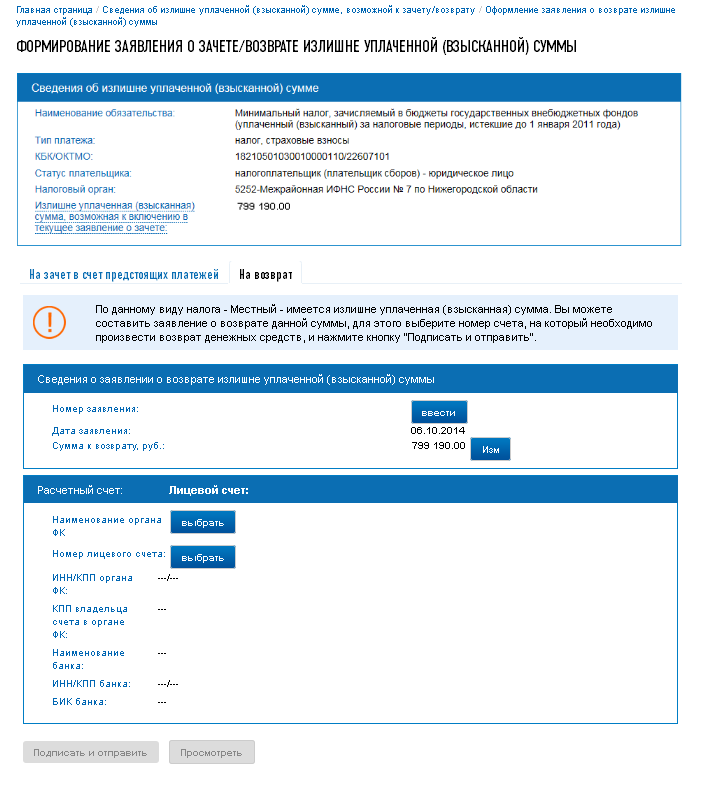 Главная страница / Сведения об излишне уплаченной (взысканной) сумме, возможной к зачету/возврату / Оформление заявления о возврате излишне
уплаченной (взысканной) суммы
ФОРМИРОВАНИЕ ЗАЯВЛЕНИЯ О ЗАЧЕТЕ/ВОЗВРАТЕ ИЗЛИШНЕ УПЛАЧЕННОЙ (ВЗЫСКАННОЙ) СУММЫ
Сведения об излишне уплаченной (взысканной) сумме
Наименование обязательства: Минимальный налог, зачисляемый в бюджеты государственных внебюджетных фондов
(уплаченный (взысканный) за налоговые периоды, истекшие до 1 января 2011 года)
Тип платежа: налог, страховые взносы
КБК/ОКТМО: 18210501030010000110/22607101
Статус плательщика: налогоплательщик (плательщик сборов) - юридическое лицо
Налоговый орган: 5252-Межрайонная ИФНС России № 7 по Нижегородской области
Излишне уплаченная (взысканная) 799 190.00
сумма, возможная к включению в
текущее заявление о зачете:
На зачет в счет предстоящих платежей На возврат
По данному виду налога - Местный - имеется излишне уплаченная (взысканная) сумма. Вы можете
составить заявление о возврате данной суммы, для этого выберите номер счета, на который необходимо
произвести возврат денежных средств, и нажмите кнопку "Подписать и отправить".
Сведения о заявлении о возврате излишне уплаченной (взысканной) суммы
Номер заявления: ввести
Дата заявления: 06.10.2014
Сумма к возврату, руб.: 799 190.00 Изм
Расчетный счет: Лицевой счет:
Наименование органа выбрать
ФК
Номер лицевого счета: выбрать
ИНН/КПП органа ---/---
ФК:
КПП владельца ---
счета в органе
ФК:
Наименование ---
банка:
ИНН/КПП банка: ---/---
БИК банка: ---
Подписать и отправить Просмотреть